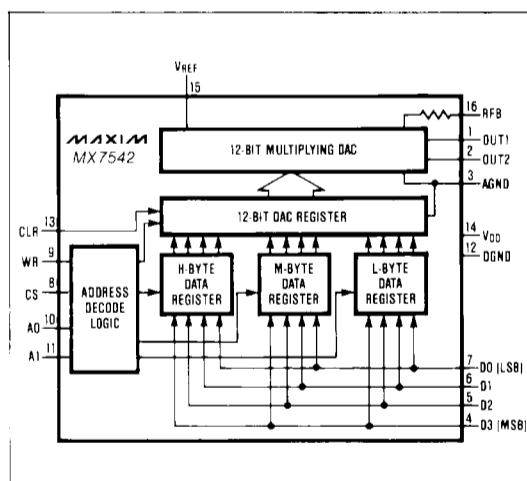 VREF
15
MAXIM
MX7542
12-BIT MULTIPLYING DAC
16 RFB
1 OUT1
2 OUT2
3 AGND
12-BIT DAC REGISTER
13 CLR
14 VDD
12 DGND
9 WR
8 CS
10 A0
11 A1
ADDRESS
DECODE
LOGIC
H-BYTE
DATA
REGISTER
M-BYTE
DATA
REGISTER
L-BYTE
DATA
REGISTER
7 D0 (LSB)
6 D1
5 D2
4 D3 (MSB)